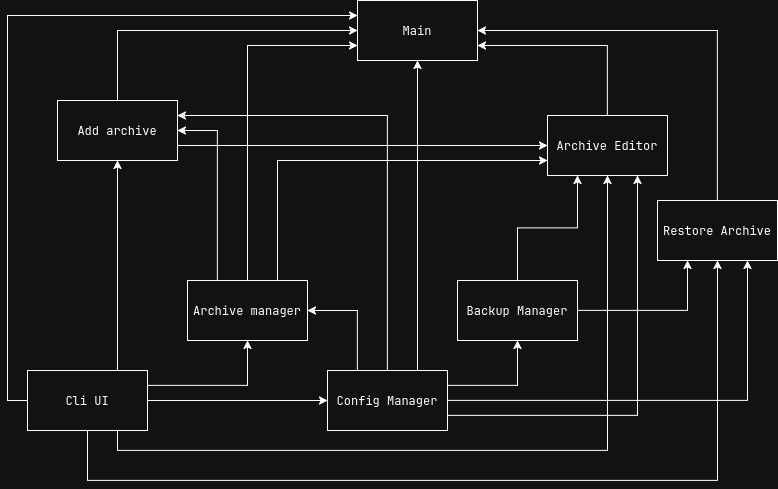 Main
Add archive
Archive Editor
Restore Archive
Archive manager
Backup Manager
Cli UI
Config Manager